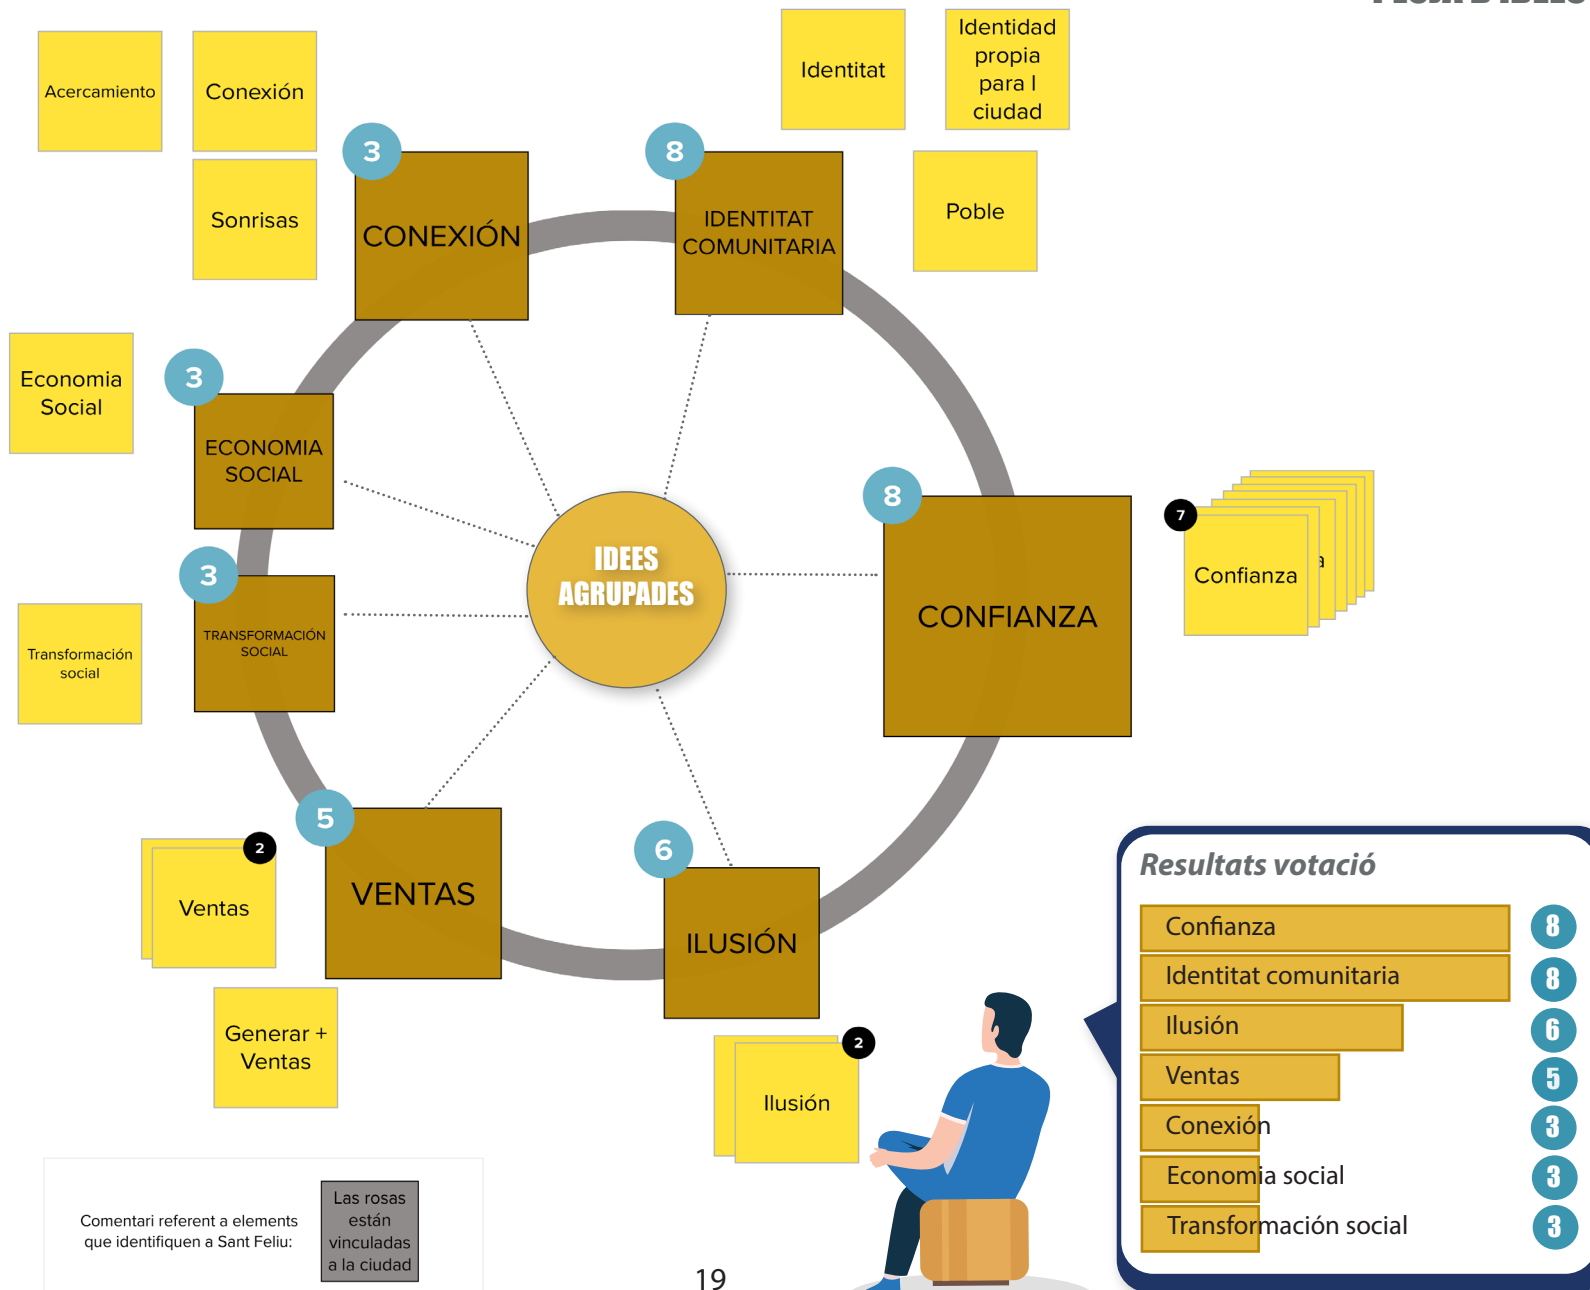 Acercamiento
Conexión
Sonrisas
Identitat
Identidad
propia
para l
ciudad
Poble
3
CONEXIÓN
8
IDENTITAT
COMUNITARIA
Economia
Social
3
ECONOMIA
SOCIAL
8
CONFIANZA
7
Confianza
a
IDEES
AGRUPADES
Transformación
social
3
TRANSFORMACIÓN
SOCIAL
2
Ventas
Generar +
Ventas
5
VENTAS
6
ILUSIÓN
2
Ilusión
Resultats votació
Confianza 8
Identitat comunitaria 8
Ilusión 6
Ventas 5
Conexión 3
Economia social 3
Transformación social 3
Comentari referent a elements
que identifiquen a Sant Feliu:
Las rosas
están
vinculadas
a la ciudad
19